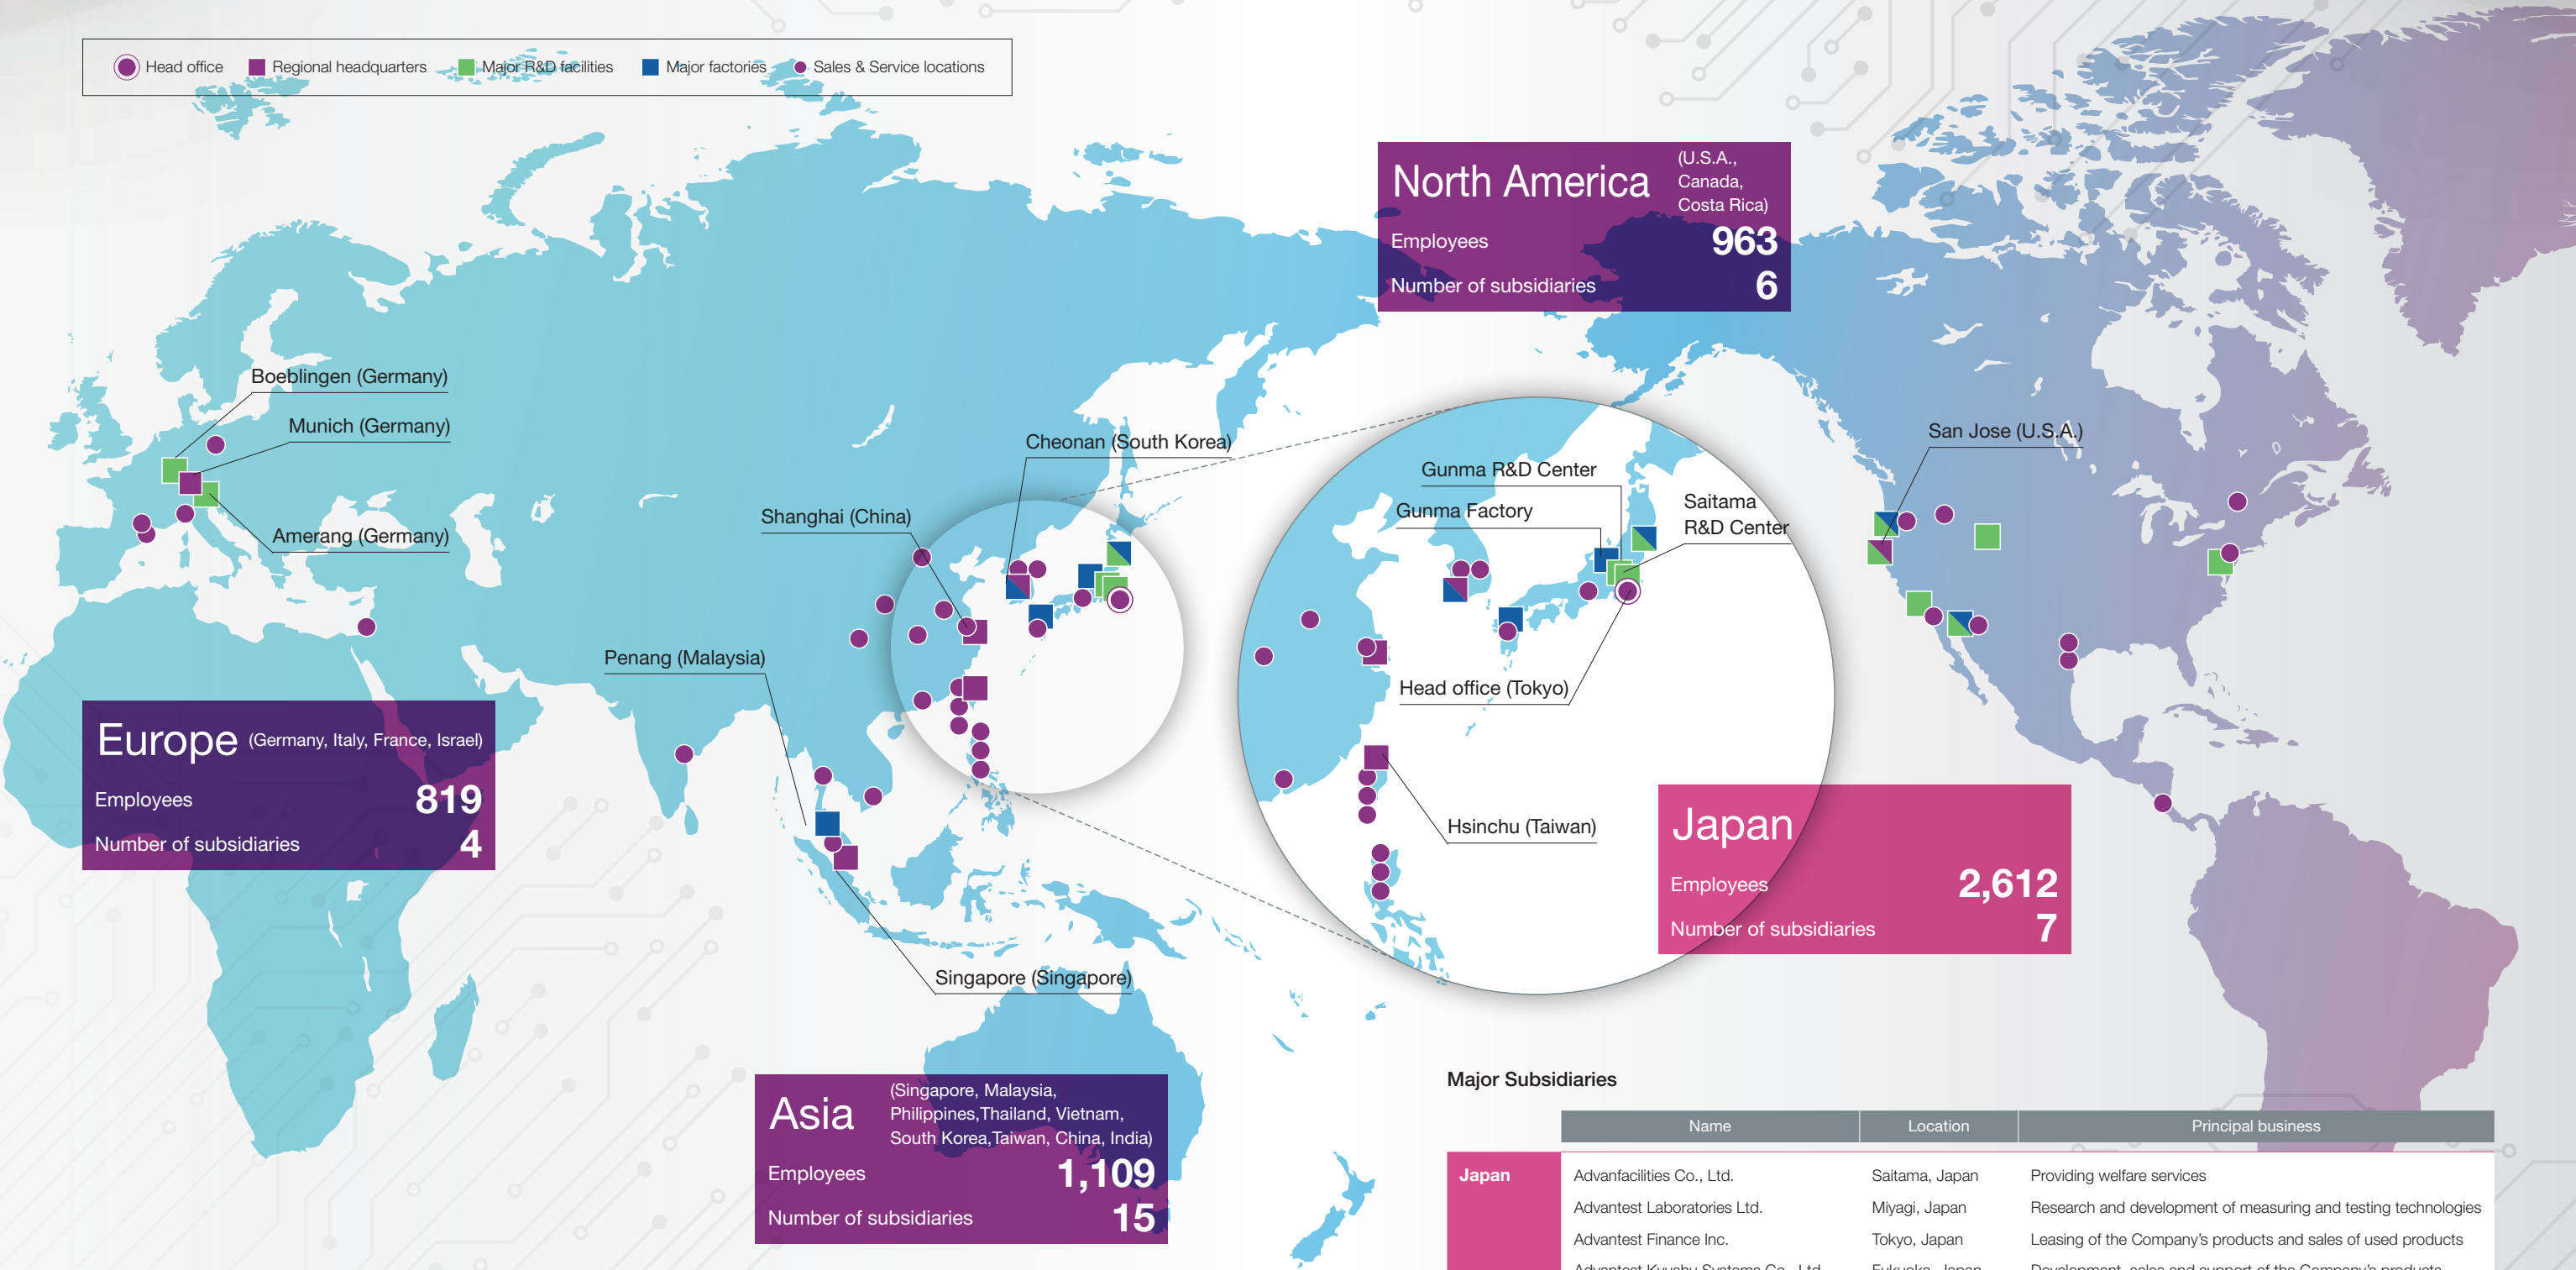 Head office
Regional headquarters
Major R&D facilities
Major factories
Sales & Service locations
North America
(U.S.A.,
Canada,
Costa Rica)
Employees 963
Number of subsidiaries 6
Boeblingen (Germany)
Munich (Germany)
Amerang (Germany)
Cheonan (South Korea)
Shanghai (China)
Penang (Malaysia)
Singapore (Singapore)
Gunma R&D Center
Gunma Factory
Saitama
R&D Center
Head office (Tokyo)
Hsinchu (Taiwan)
San Jose (U.S.A.)
Europe (Germany, Italy, France, Israel)
Employees 819
Number of subsidiaries 4
Japan
Employees 2,612
Number of subsidiaries 7
Asia
(Singapore, Malaysia,
Philippines,Thailand, Vietnam,
South Korea,Taiwan, China, India)
Employees 1,109
Number of subsidiaries 15
Major Subsidiaries
Name Location Principal business
Japan Advanfacilities Co., Ltd. Saitama, Japan Providing welfare services
Advantest Laboratories Ltd. Miyagi, Japan Research and development of measuring and testing technologies
Advantest Finance Inc. Tokyo, Japan Leasing of the Company's products and sales of used products